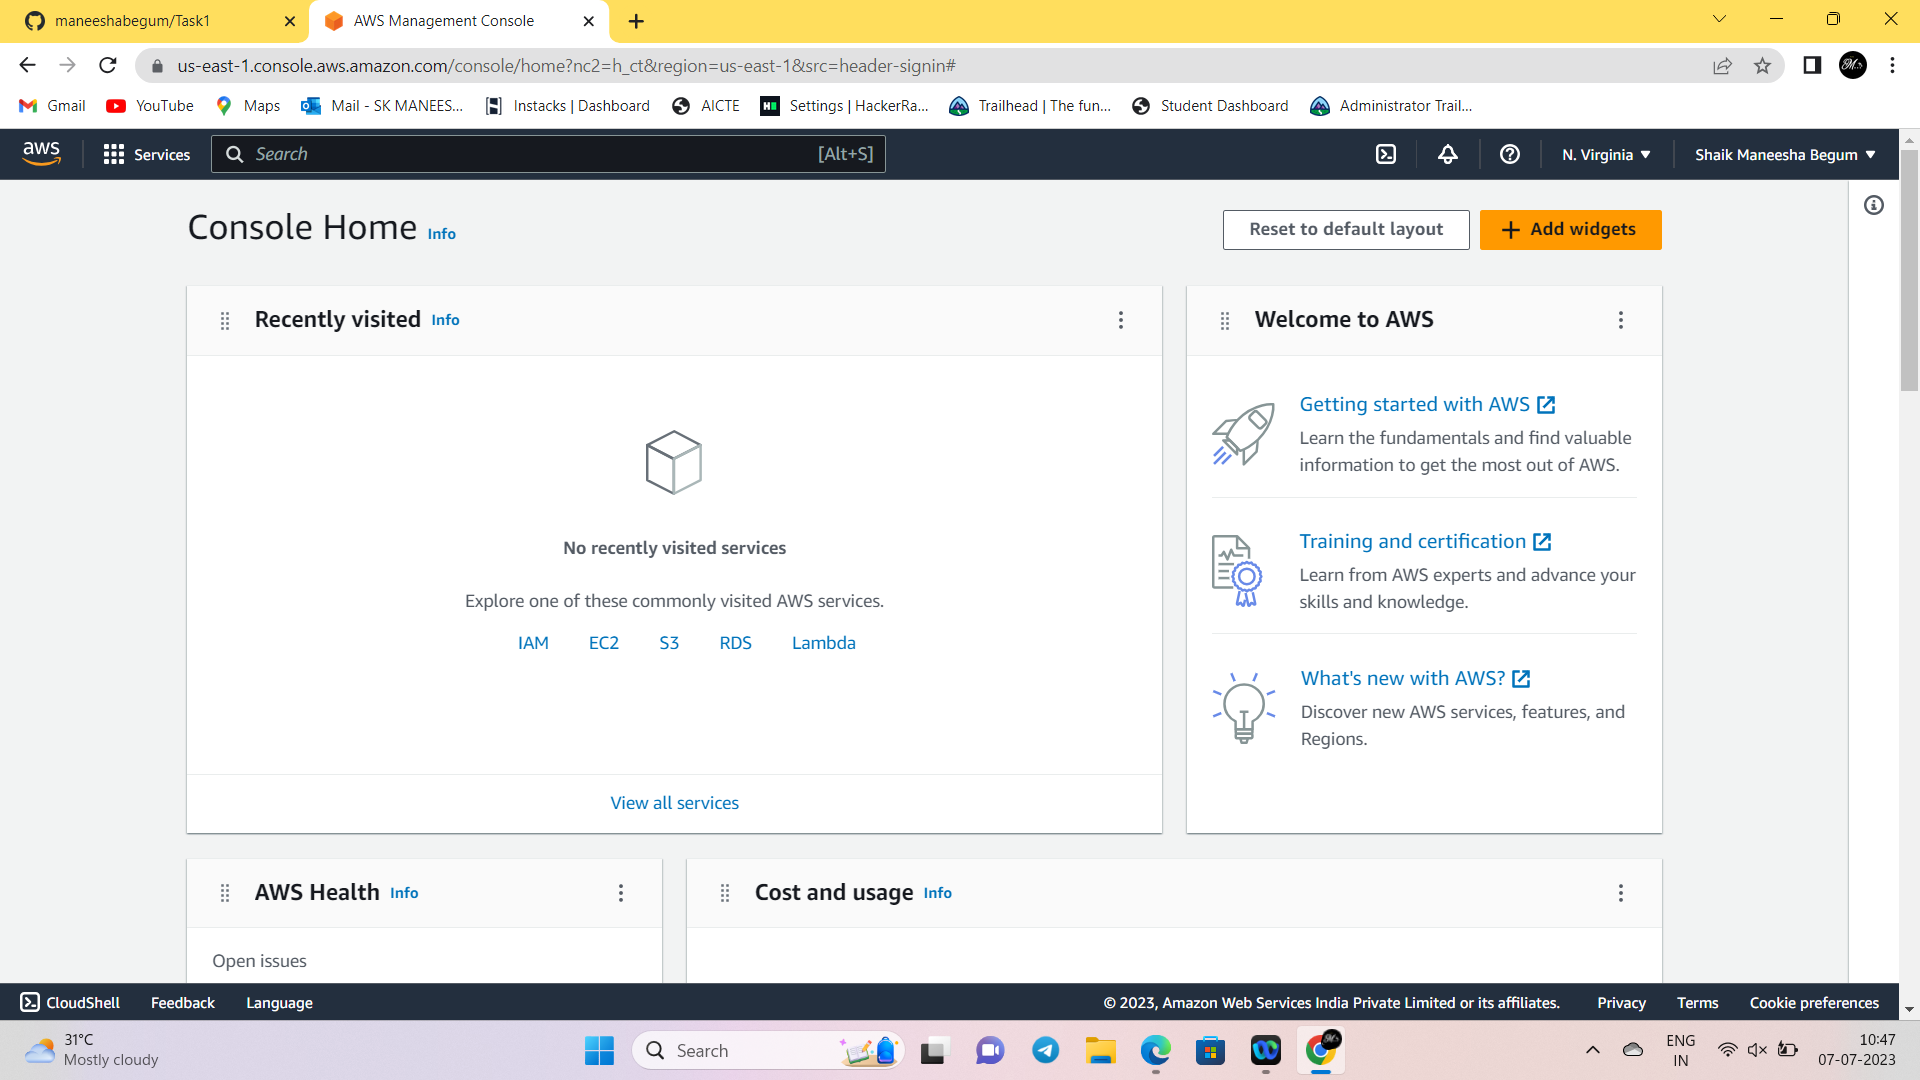 maneeshabegum/Task1
AWS Management Console
us-east-1.console.aws.amazon.com/console/home?nc2=h_ct&region=us-east-1&src=header-signin#
Gmail YouTube Maps Mail - SK MANEES... Instacks | Dashboard AICTE Settings | HackerRa... Trailhead | The fun... Student Dashboard Administrator Trail...
aws Services Search [Alt+S] N. Virginia Shaik Maneesha Begum
Console Home Info
Reset to default layout
Add widgets
Recently visited Info
No recently visited services
Explore one of these commonly visited AWS services.
IAM EC2 S3 RDS Lambda
View all services
Welcome to AWS
Getting started with AWS
Learn the fundamentals and find valuable
information to get the most out of AWS.
Training and certification
Learn from AWS experts and advance your
skills and knowledge.
What's new with AWS?
Discover new AWS services, features, and
Regions.
AWS Health Info
Open issues
Cost and usage Info
CloudShell Feedback Language © 2023, Amazon Web Services India Private Limited or its affiliates. Privacy Terms Cookie preferences
31°C
Mostly cloudy
Search
ENG
IN
10:47
07-07-2023